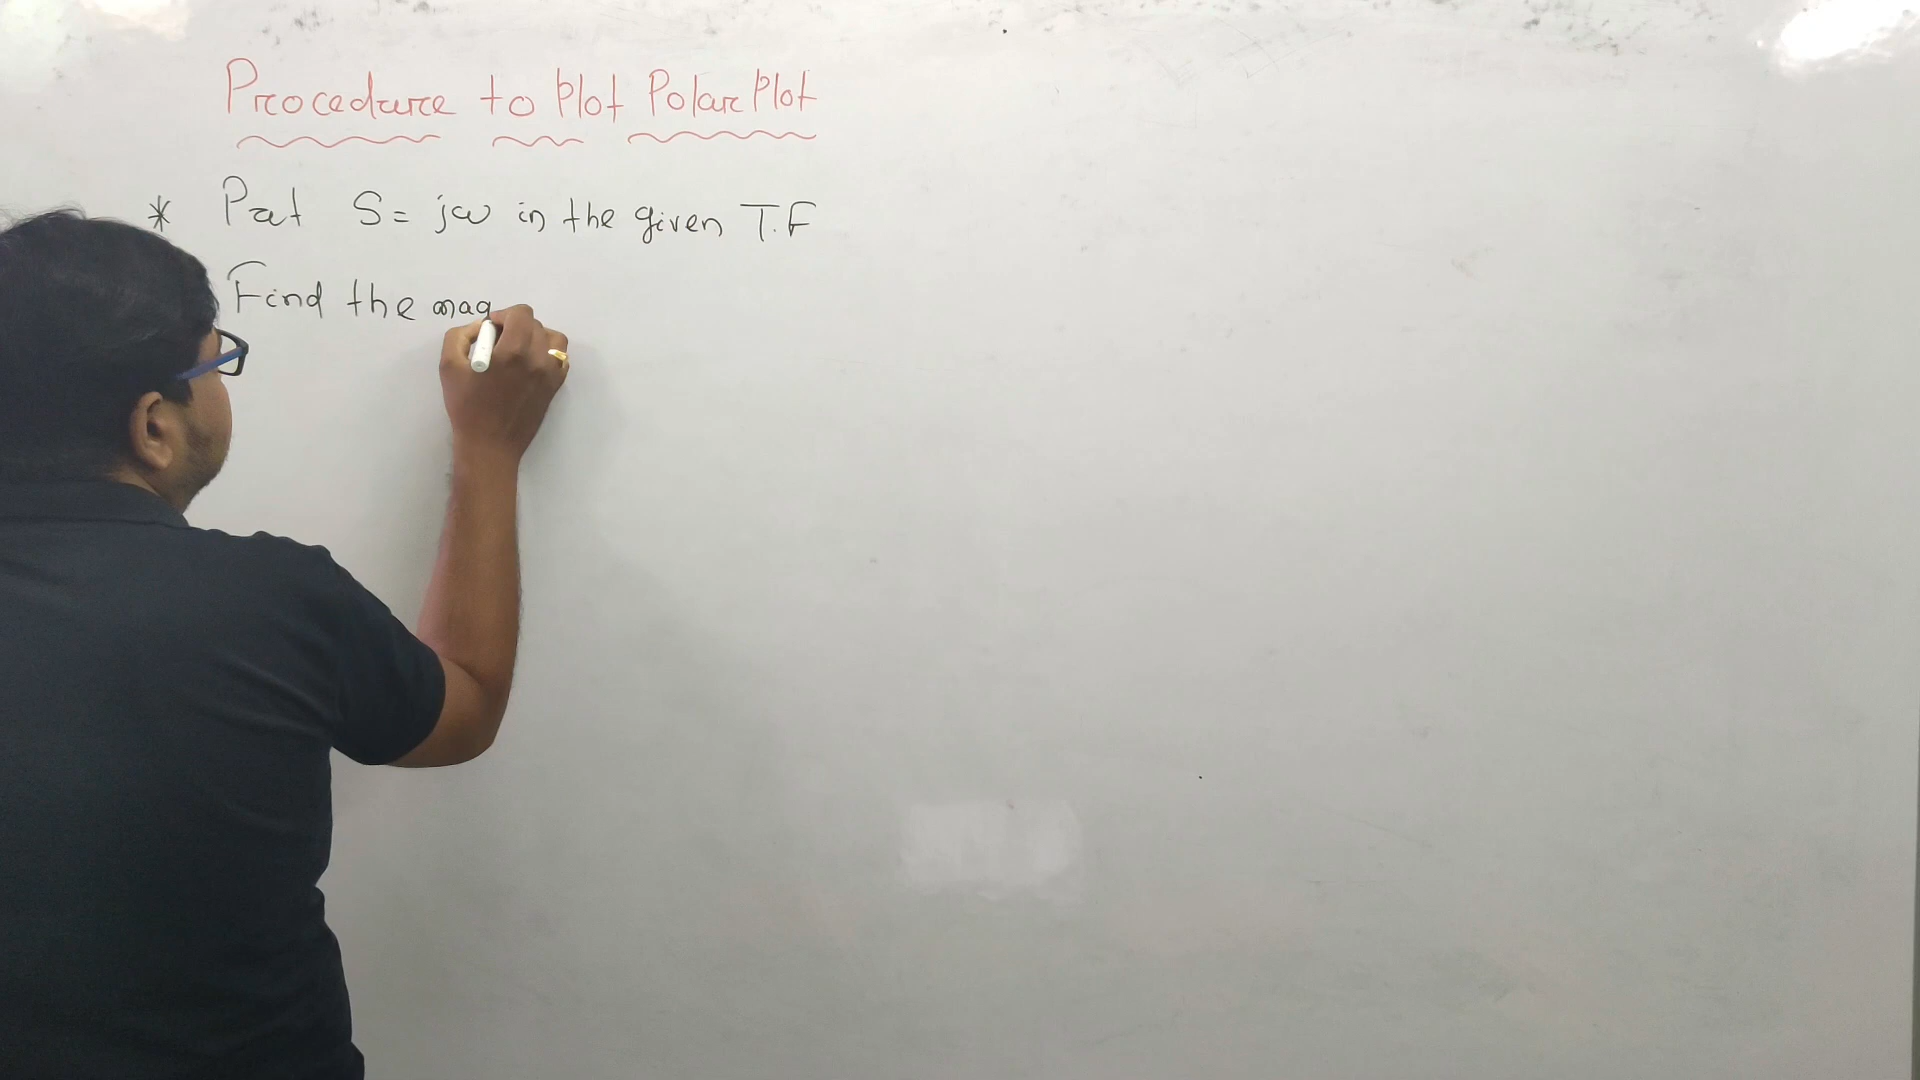 Procedure to Plot Polar Plot
* Put S = jω in the given T.F
Find the mag